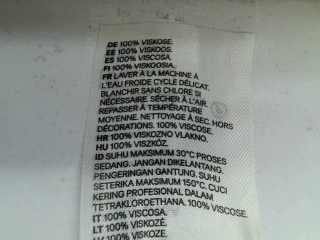 DE 100% VISKOSE.
EE 100% VISKOOS.
ES 100% VISCOSA.
FI 100% VISKOOSIA.
FR LAVER À LA MACHINE À
L'EAU FROIDE CYCLE DÉLICAT.
BLANCHIR SANS CHLORE SI
NÉCESSAIRE. SÉCHER À L'AIR.
REPASSER À TEMPÉRATURE
MOYENNE. NETTOYAGE À SEC. HORS
DÉCORATIONS. 100% VISCOSE.
HR 100% VISKOZNO VLAKNO.
HU 100% VISZKÓZ.
ID SUHU MAKSIMUM 30°C PROSES
SEDANG. JANGAN DIKELANTANG.
PENGERINGAN GANTUNG. SUHU
SETERIKA MAKSIMUM 150°C. CUCI
KERING PROFESIONAL DALAM
TETRAKLOROETHANA. 100% VISCOSE.
IT 100% VISCOSA.
LT 100% VISKOZĖ.
LV 100% VISKOZE.